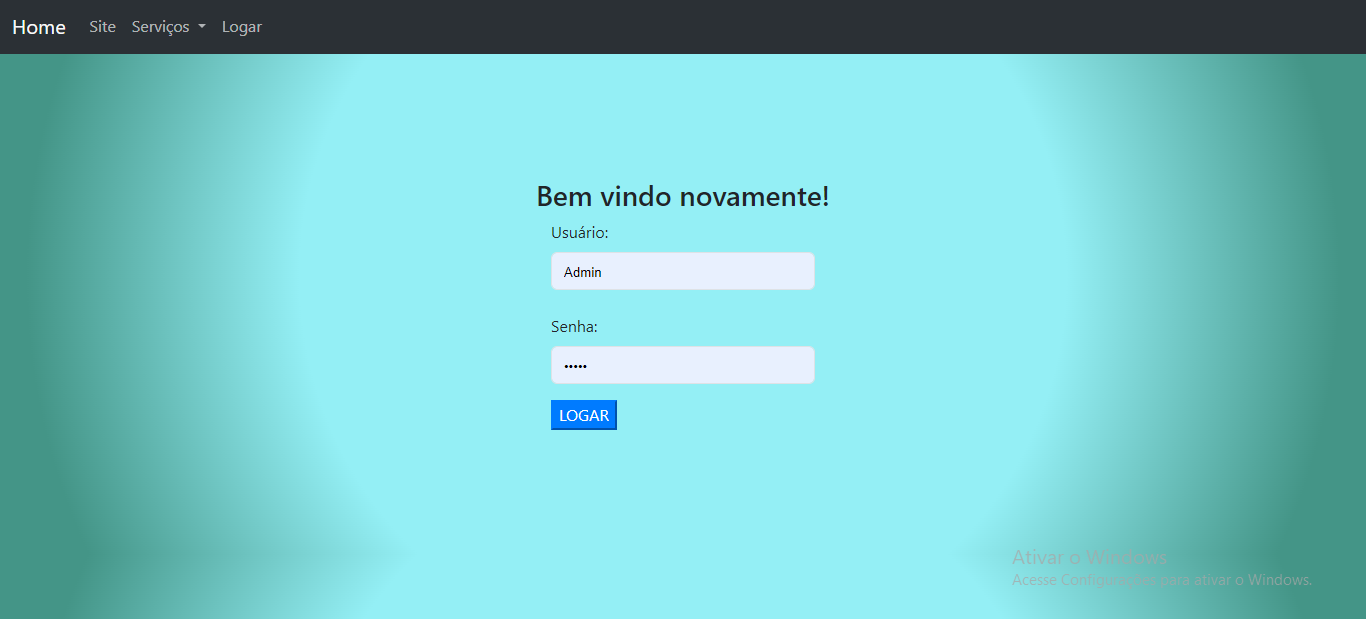 Home Site Serviços Logar
Bem vindo novamente!
Usuário:
Admin
Senha:
•••••
LOGAR
Ativar o Windows
Acesse Configurações para ativar o Windows.